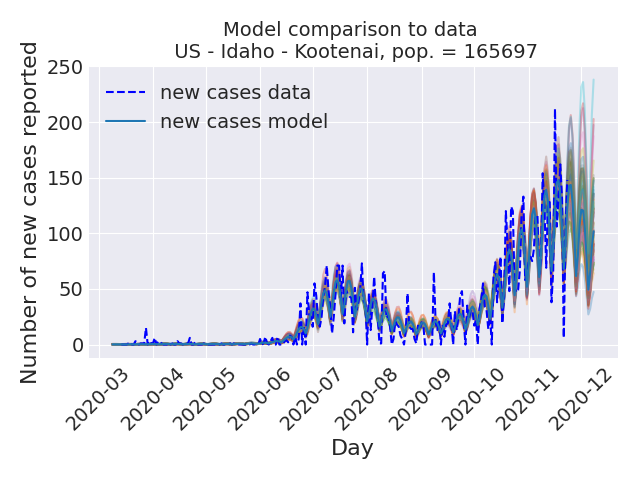 Model comparison to data
US - Idaho - Kootenai, pop. = 165697
Number of new cases reported
250
200
150
100
50
0
new cases data
new cases model
2020-03
2020-04
2020-05
2020-06
2020-07
2020-08
2020-09
2020-10
2020-11
2020-12
Day